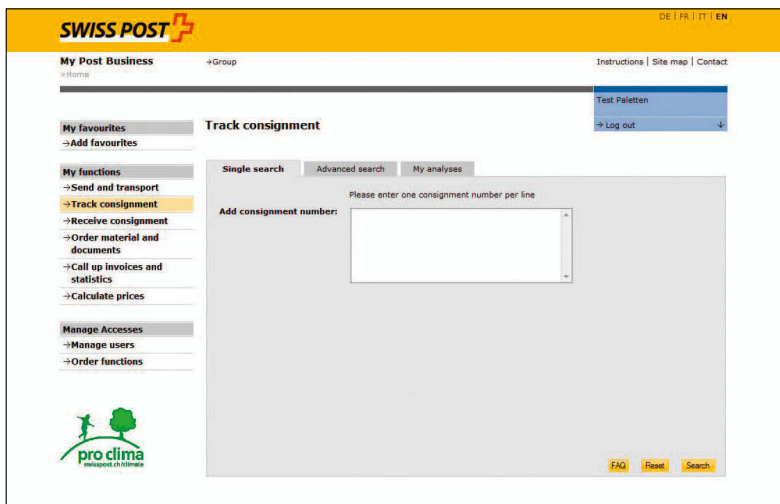 DE | FR | IT | EN
SWISS POST
My Post Business
→Group
Instructions | Site map | Contact
>Home
Test Paletten
→ Log out
My favourites
→Add favourites
My functions
→Send and transport
→Track consignment
→Receive consignment
→Order material and
documents
→Call up invoices and
statistics
→Calculate prices
Manage Accesses
→Manage users
→Order functions
pro clima
swisspost.ch/climate
Track consignment
Single search
Advanced search
My analyses
Please enter one consignment number per line
Add consignment number:
FAQ
Reset
Search